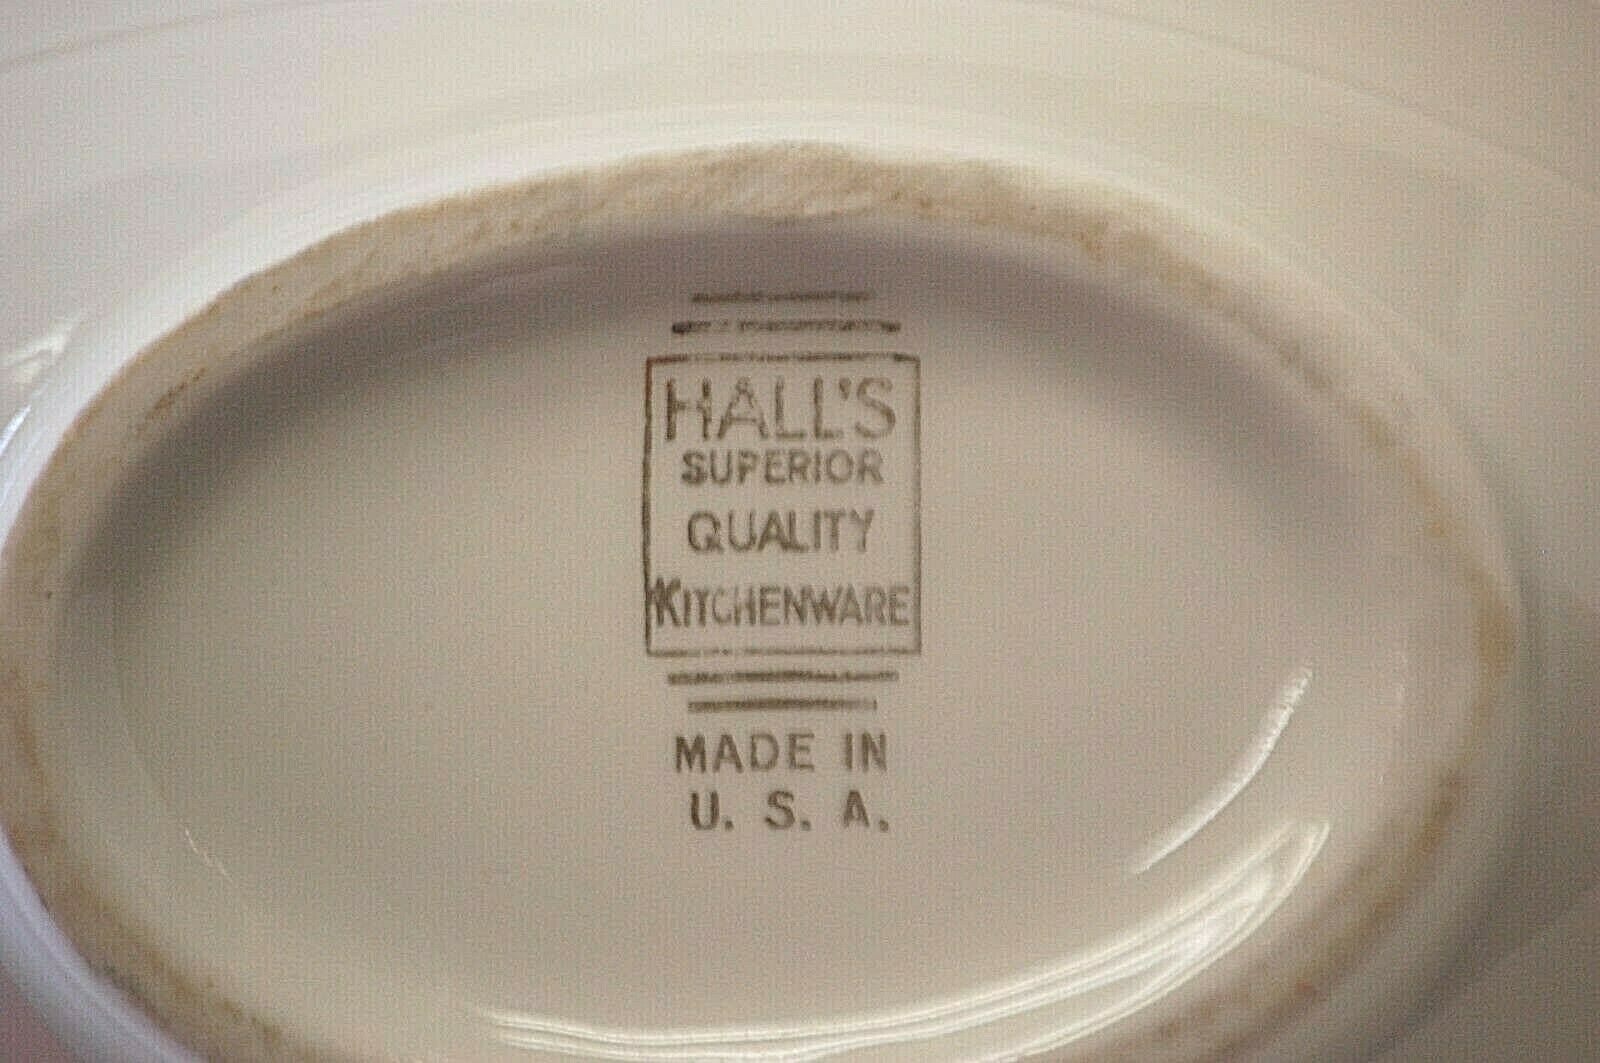 HALL'S
SUPERIOR
QUALITY
KITCHENWARE
MADE IN
U. S. A.